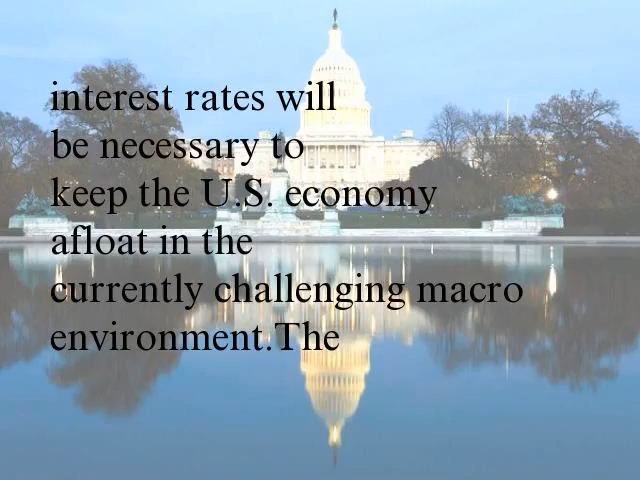 interest rates will
be necessary to
keep the U.S. economy
afloat in the
currently challenging macro
environment.The